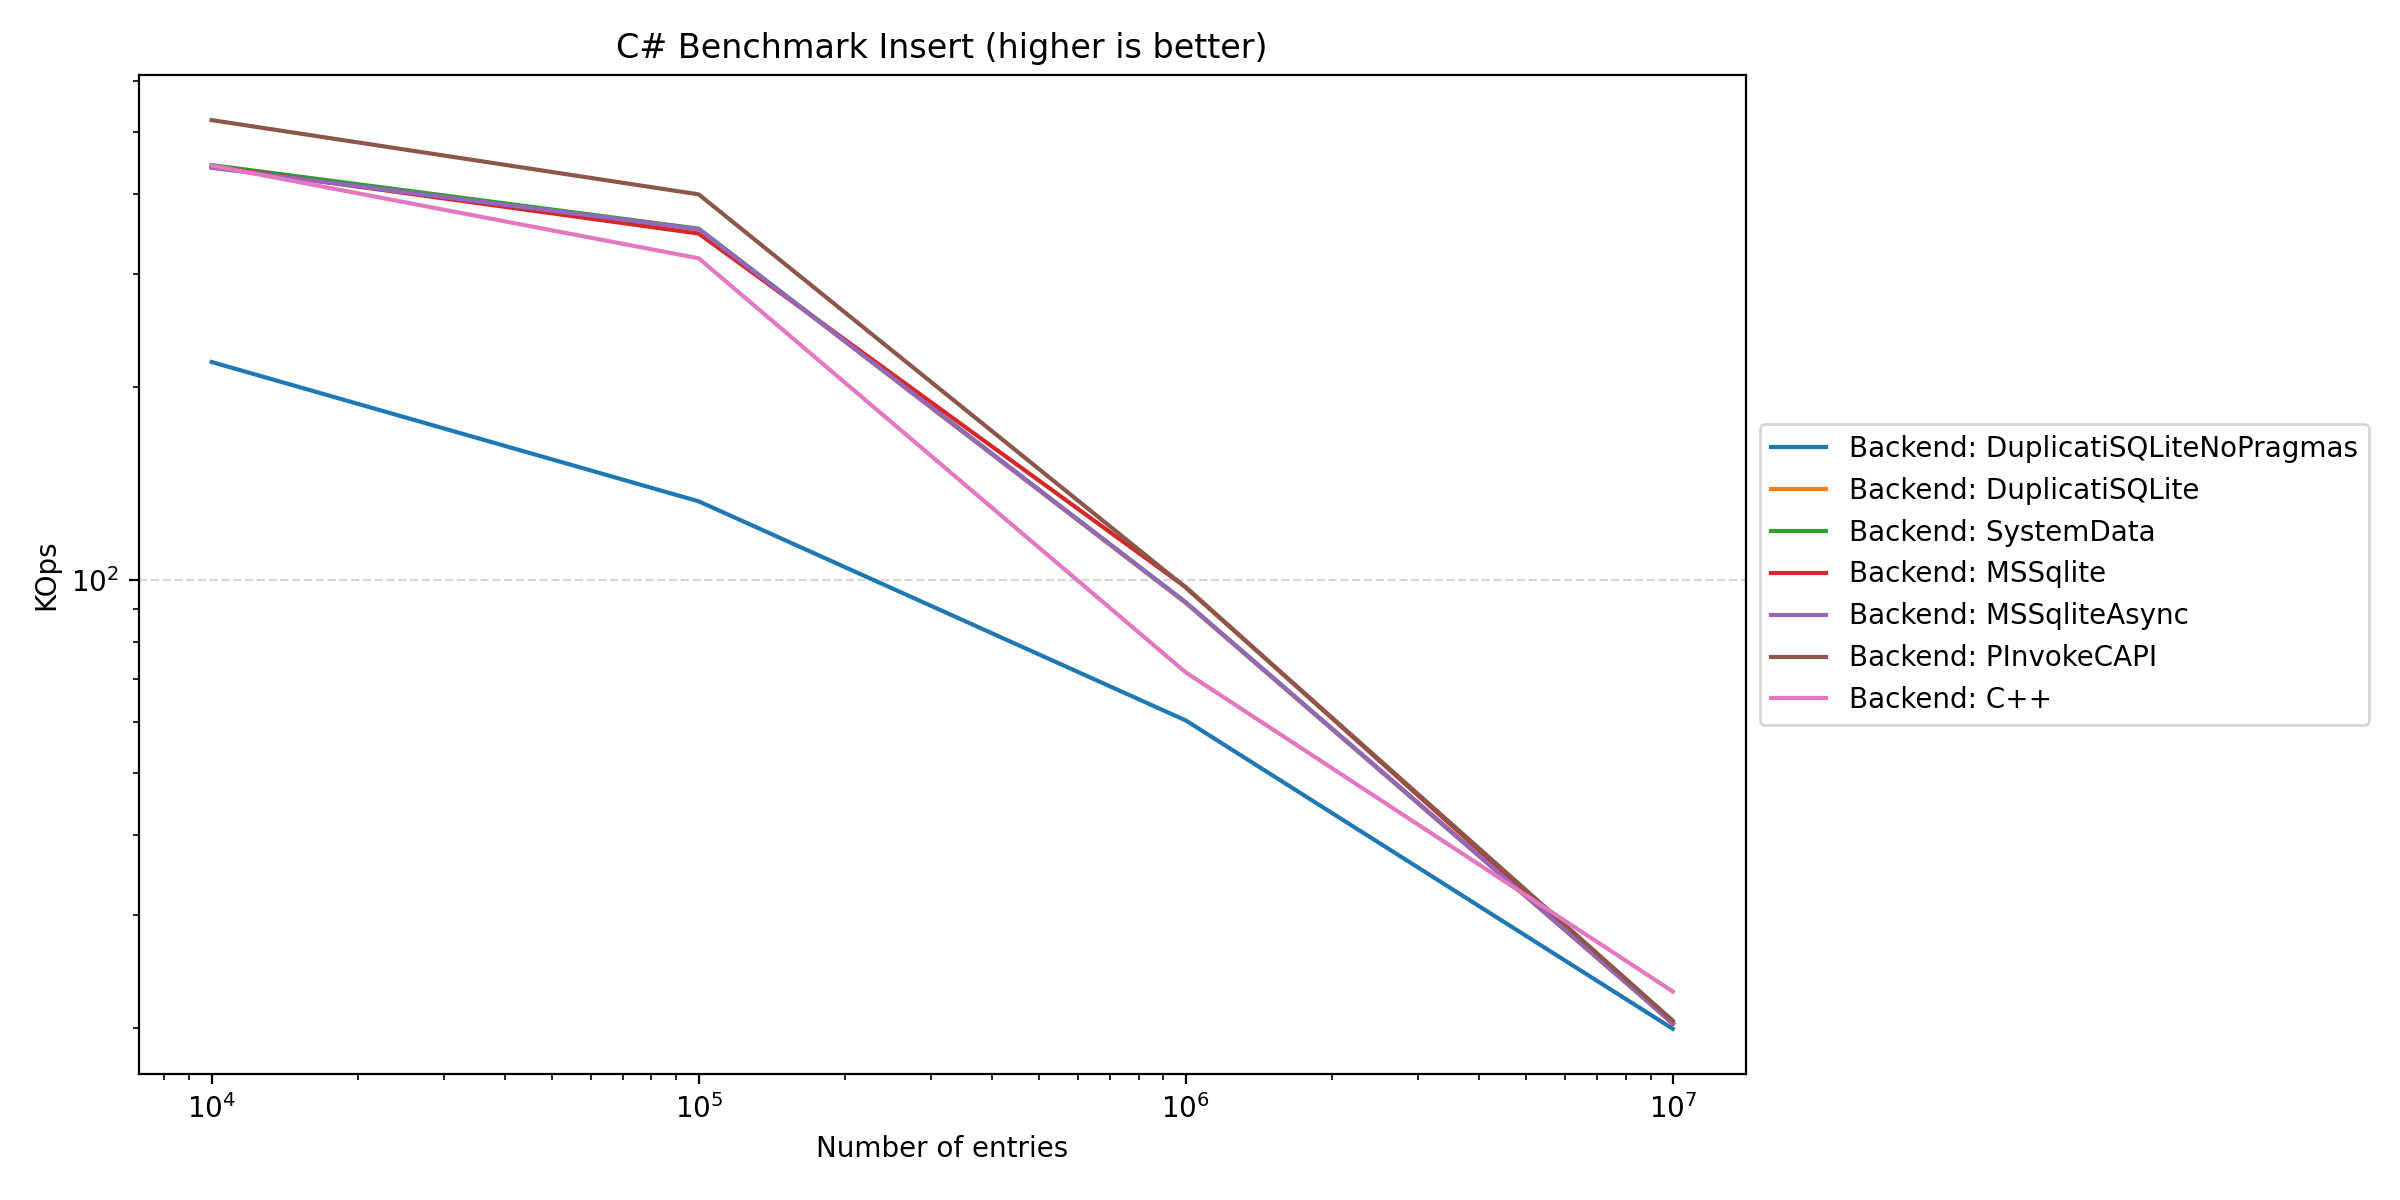 C# Benchmark Insert (higher is better)
KOps
10²
10⁴
10⁵
10⁶
10⁷
Number of entries
Backend: DuplicatiSQLiteNoPragmas
Backend: DuplicatiSQLite
Backend: SystemData
Backend: MSSqlite
Backend: MSSqliteAsync
Backend: PInvokeCAPI
Backend: C++